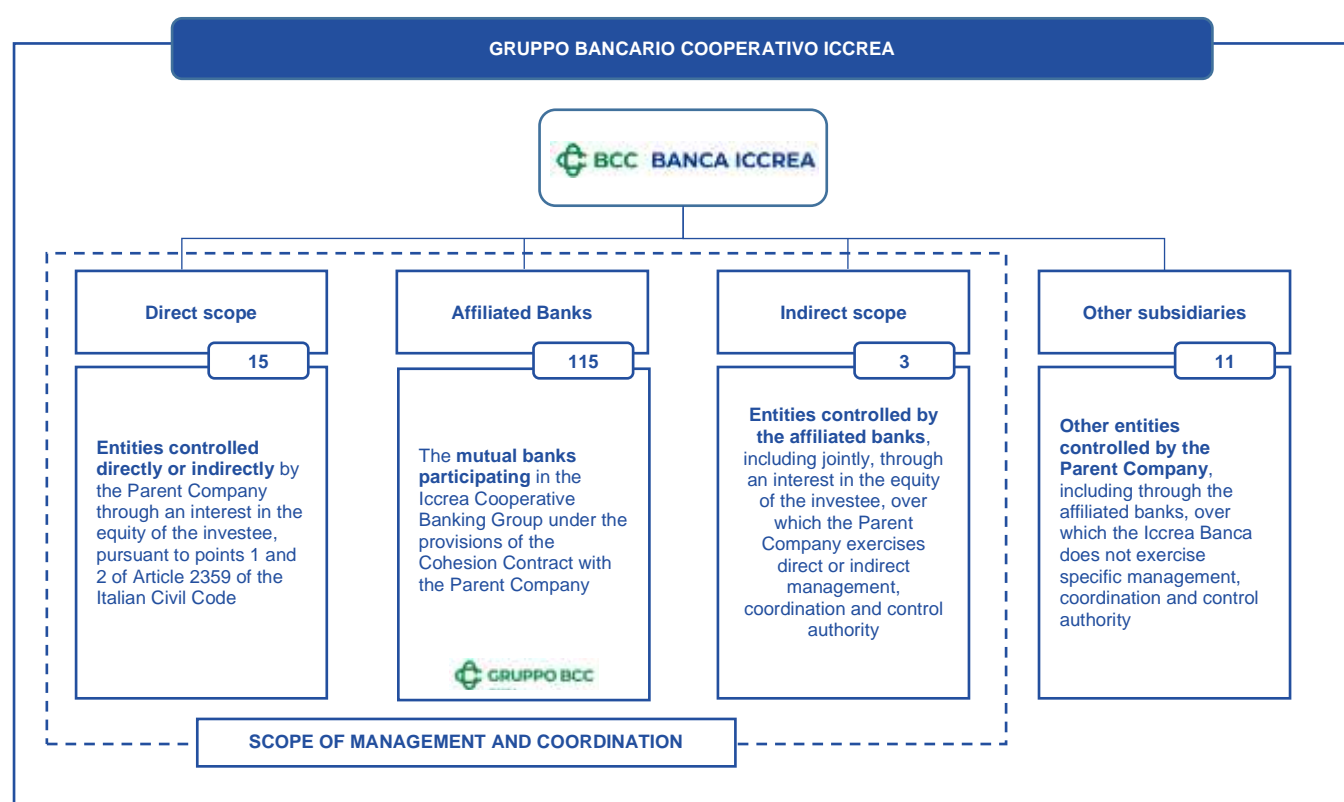 GRUPPO BANCARIO COOPERATIVO ICCREA
BCC BANCA ICCREA
Direct scope
15
Entities controlled
directly or indirectly by
the Parent Company
through an interest in the
equity of the investee,
pursuant to points 1 and
2 of Article 2359 of the
Italian Civil Code
Affiliated Banks
115
The mutual banks
participating in the
Iccrea Cooperative
Banking Group under the
provisions of the
Cohesion Contract with
the Parent Company
GRUPPO BCC
Indirect scope
3
Entities controlled by
the affiliated banks,
including jointly, through
an interest in the equity
of the investee, over
which the Parent
Company exercises
direct or indirect
management,
coordination and control
authority
Other subsidiaries
11
Other entities
controlled by the
Parent Company,
including through the
affiliated banks, over
which the Iccrea Banca
does not exercise
specific management,
coordination and control
authority
SCOPE OF MANAGEMENT AND COORDINATION